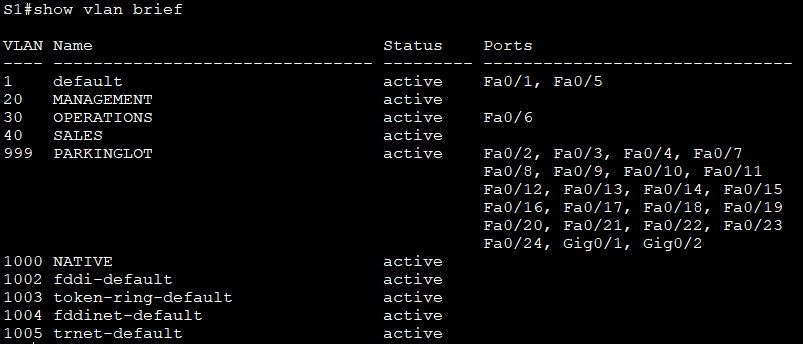 S1#show vlan brief
VLAN Name                             Status    Ports
---- -------------------------------- --------- -------------------------------
1    default                          active    Fa0/1, Fa0/5
20   MANAGEMENT                       active
30   OPERATIONS                       active    Fa0/6
40   SALES                            active
999  PARKINGLOT                       active    Fa0/2, Fa0/3, Fa0/4, Fa0/7
                                                Fa0/8, Fa0/9, Fa0/10, Fa0/11
                                                Fa0/12, Fa0/13, Fa0/14, Fa0/15
                                                Fa0/16, Fa0/17, Fa0/18, Fa0/19
                                                Fa0/20, Fa0/21, Fa0/22, Fa0/23
                                                Fa0/24, Gig0/1, Gig0/2
1000 NATIVE                           active
1002 fddi-default                     active
1003 token-ring-default               active
1004 fddinet-default                  active
1005 trnet-default                    active